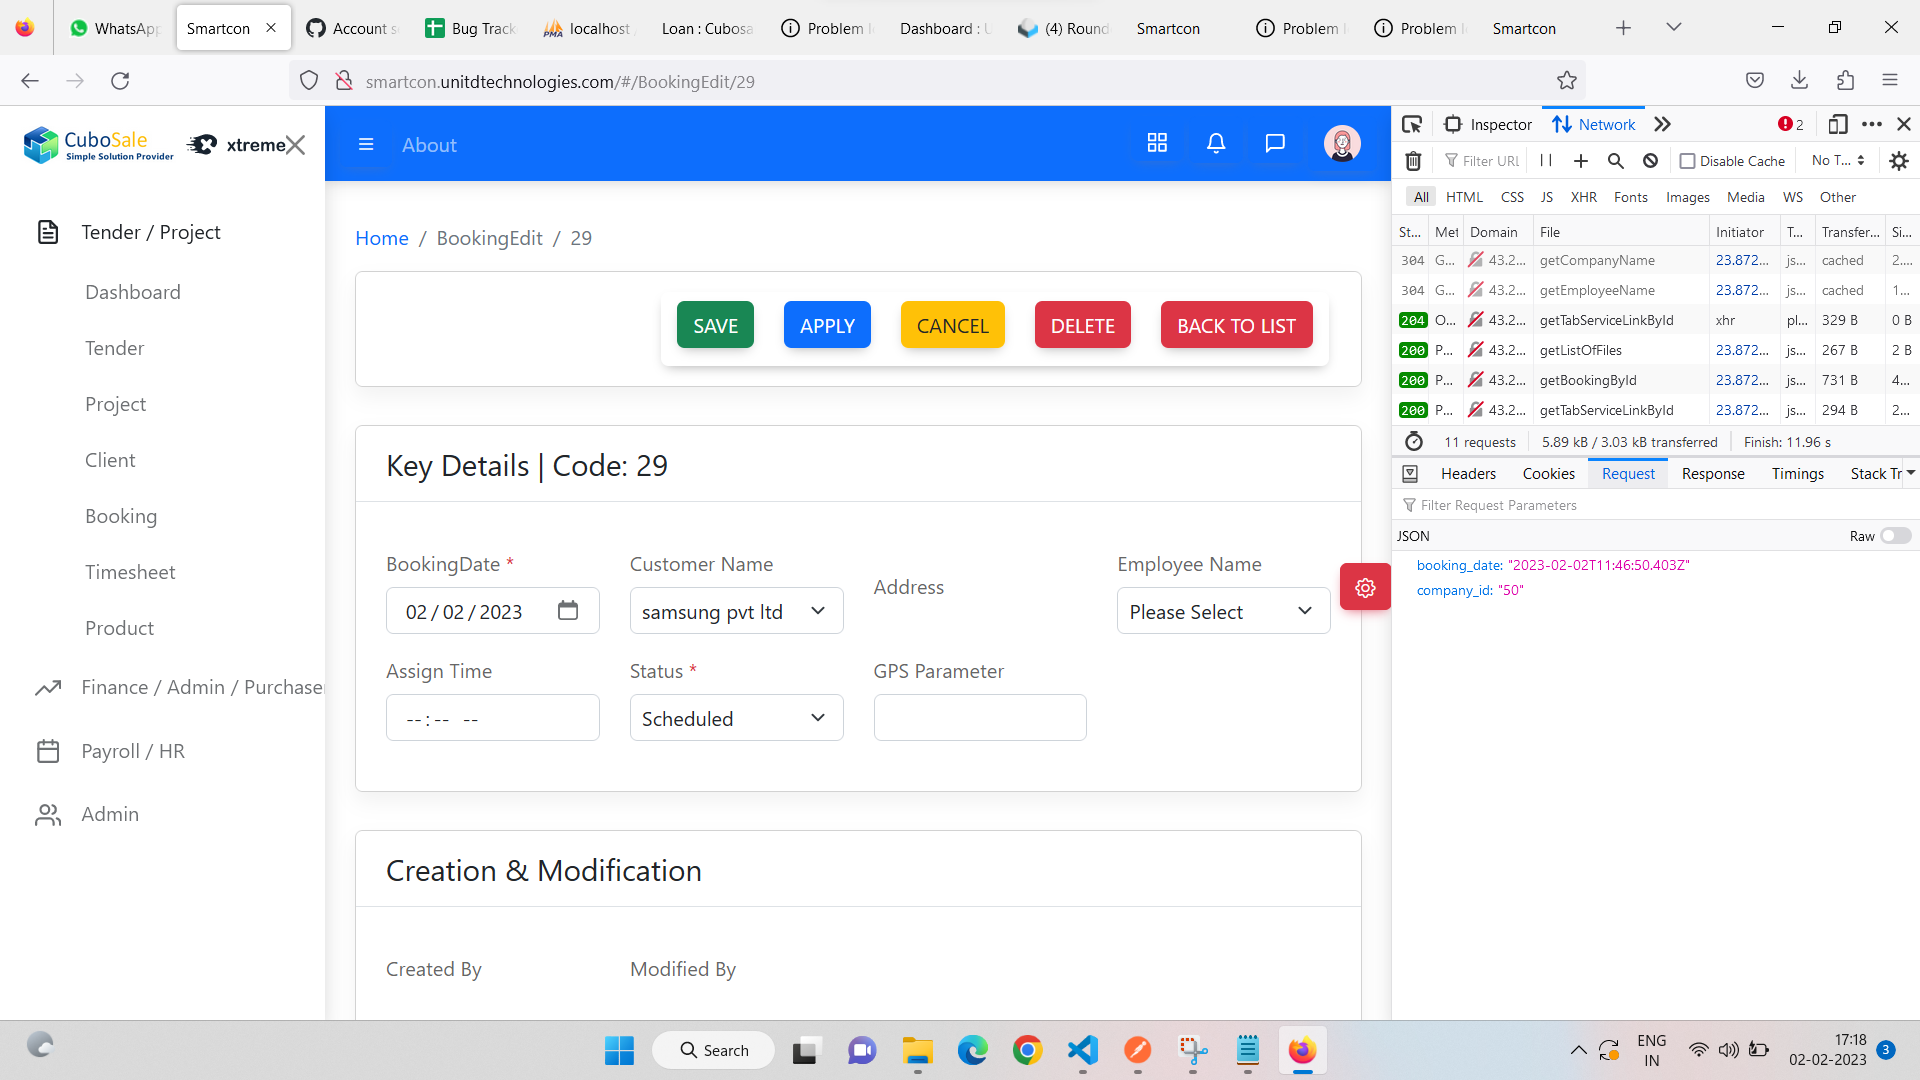 WhatsApp
Smartcon
Account s
Bug Track
localhost
Loan : Cubosa
Problem l
Dashboard : U
(4) Round
Smartcon
Problem l
Problem l
Smartcon
smartcon.unitdtechnologies.com/#/BookingEdit/29
CuboSale
Simple Solution Provider
xtreme
Tender / Project
Dashboard
Tender
Project
Client
Booking
Timesheet
Product
Finance / Admin / Purchaser
Payroll / HR
Admin
About
Home / BookingEdit / 29
SAVE
APPLY
CANCEL
DELETE
BACK TO LIST
Key Details | Code: 29
BookingDate *
Customer Name
Address
Employee Name
02 / 02 / 2023
samsung pvt ltd
Please Select
Assign Time
Status *
GPS Parameter
-- : -- --
Scheduled
Creation & Modification
Created By
Modified By
Inspector
Network
2
Filter URL
Disable Cache
No T...
All HTML CSS JS XHR Fonts Images Media WS Other
St... Met Domain File Initiator T... Transfer... Si...
304 G... 43.2... getCompanyName 23.872... js... cached 2....
304 G... 43.2... getEmployeeName 23.872... js... cached 1...
204 O... 43.2... getTabServiceLinkById xhr pl... 329 B 0 B
200 P... 43.2... getListOfFiles 23.872... js... 267 B 2 B
200 P... 43.2... getBookingById 23.872... js... 731 B 4...
200 P... 43.2... getTabServiceLinkById 23.872... js... 294 B 2...
11 requests 5.89 kB / 3.03 kB transferred Finish: 11.96 s
Headers Cookies Request Response Timings Stack Tr
Filter Request Parameters
JSON
Raw
booking_date: "2023-02-02T11:46:50.403Z"
company_id: "50"
Search
ENG
IN
17:18
02-02-2023
3